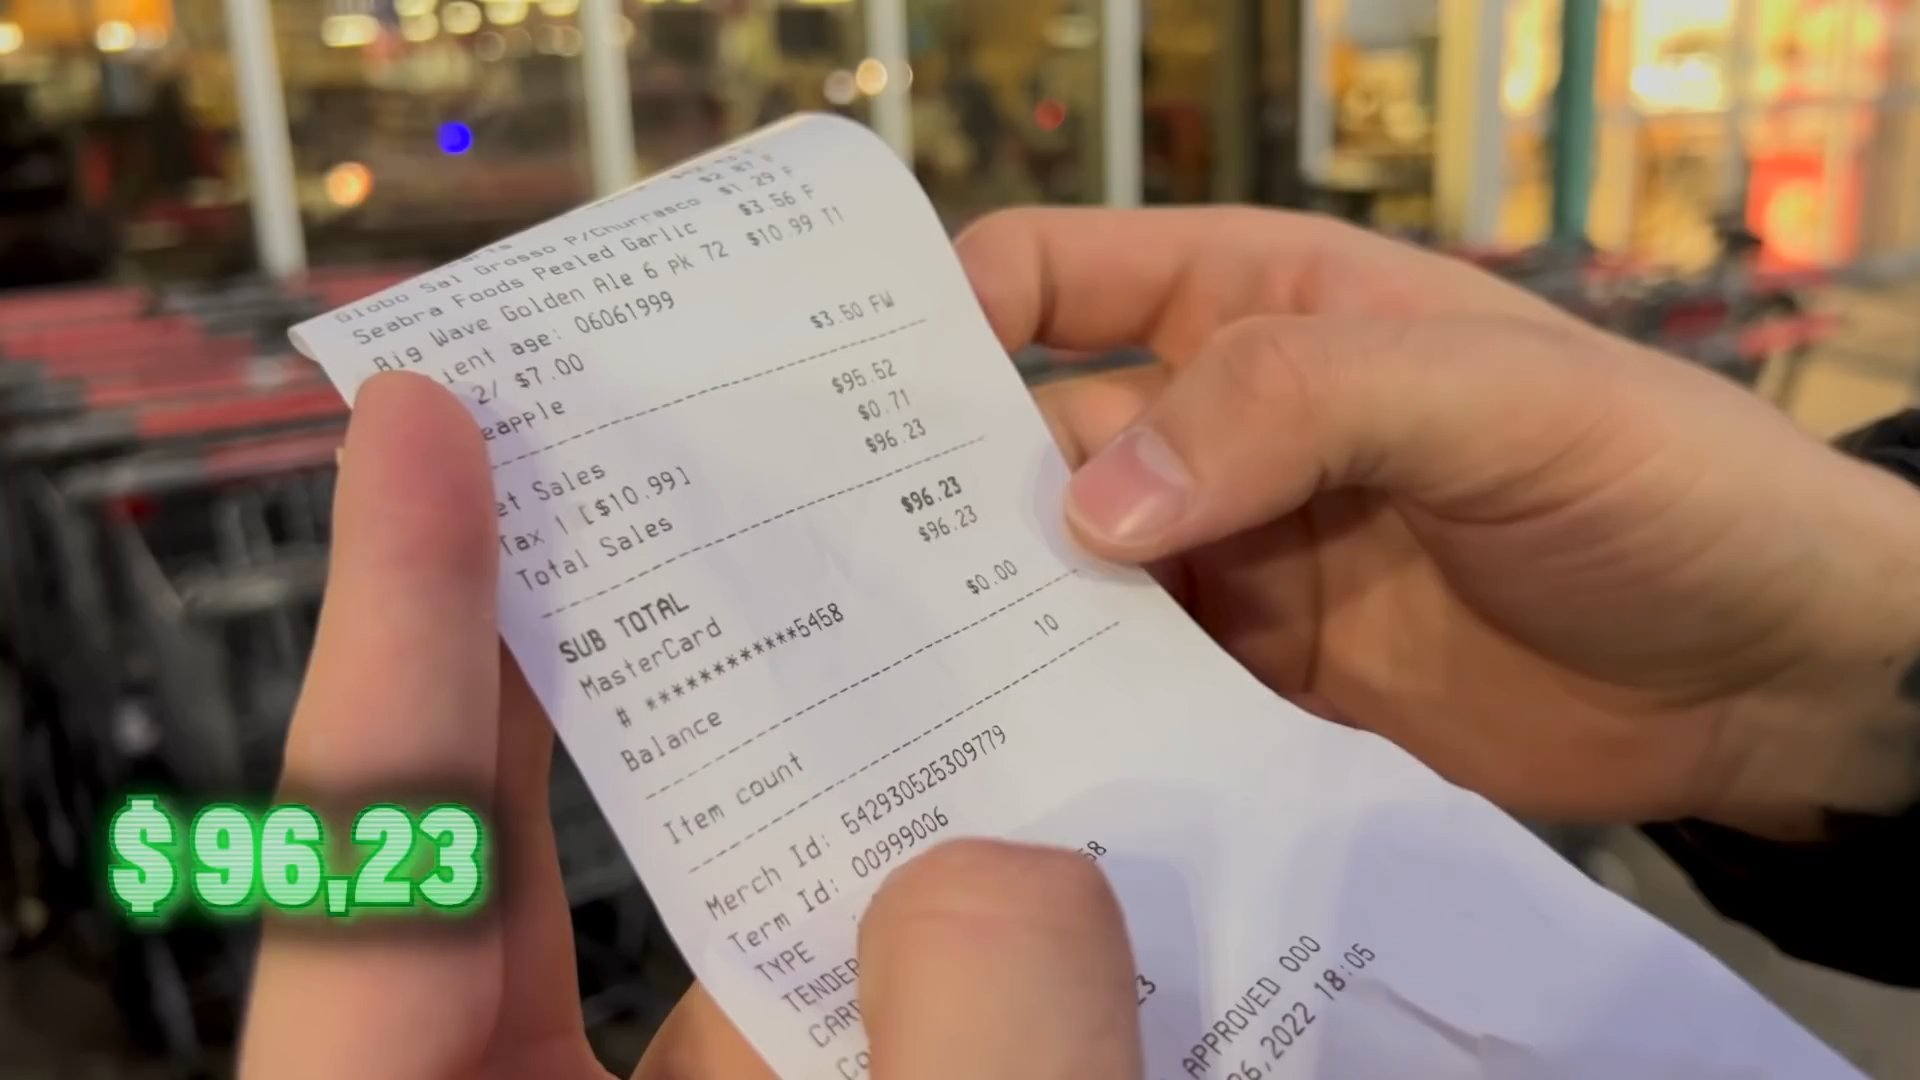 $2.87 F
Globo Sal Grosso P/Churrasco $1.29 F
Seabra Foods Peeled Garlic $3.56 F
Big Wave Golden Ale 6 pk 72 $10.99 T1
ient age: 06061999
2/ $7.00
eapple $3.50 FW
et Sales $95.52
Tax 1 [$10.99] $0.71
Total Sales $96.23
SUB TOTAL $96.23
MasterCard $96.23
# ************5458
Balance $0.00
Item count 10
Merch Id: 542930525309779
Term Id: 00999006
TYPE
TENDER
CARD
Co
APPROVED 000
26,2022 18:05
$96,23